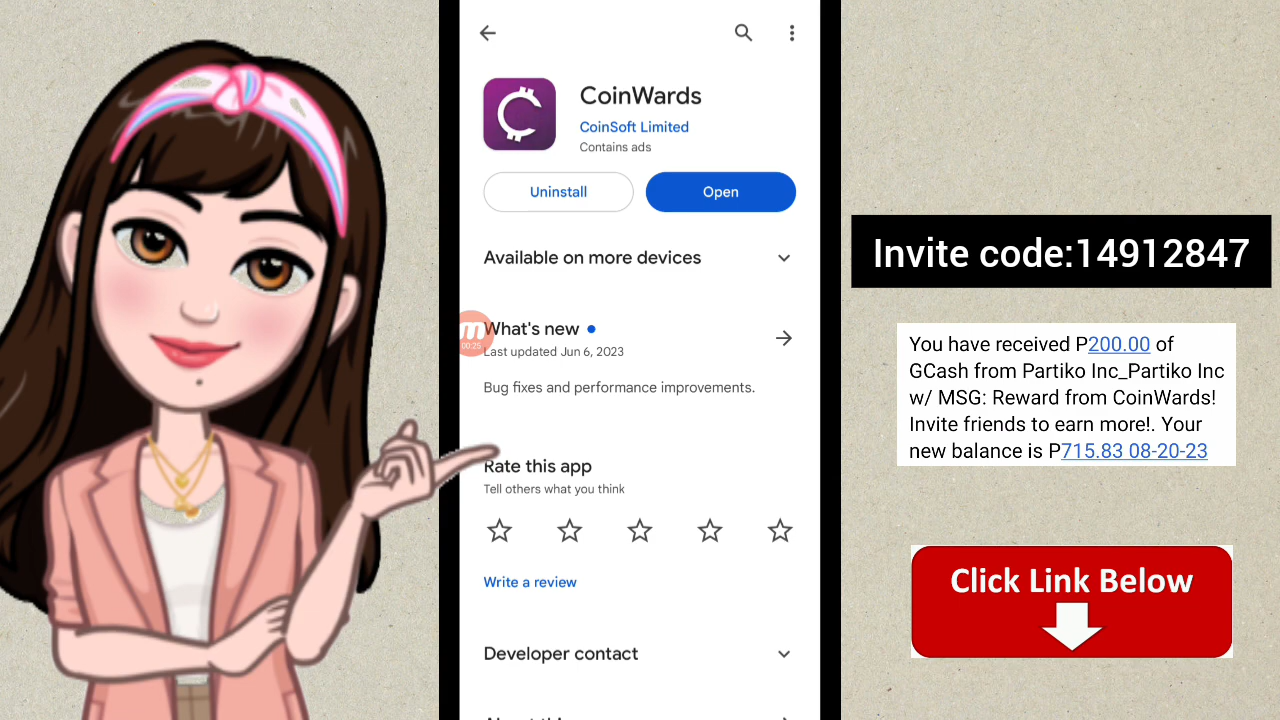 CoinWards
CoinSoft Limited
Contains ads
Uninstall
Open
Available on more devices
What's new
Last updated Jun 6, 2023
00:25
Bug fixes and performance improvements.
Rate this app
Tell others what you think
Write a review
Developer contact
Invite code:14912847
You have received P200.00 of
GCash from Partiko Inc_Partiko Inc
w/ MSG: Reward from CoinWards!
Invite friends to earn more!. Your
new balance is P715.83 08-20-23
Click Link Below